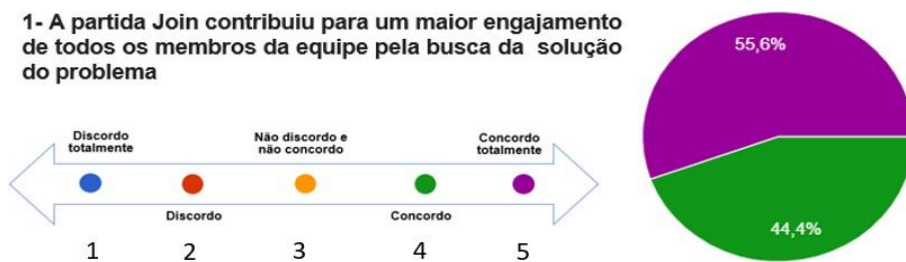 1- A partida Join contribuiu para um maior engajamento
de todos os membros da equipe pela busca da solução
do problema
55,6%
44,4%
Discordo
totalmente
Não discordo e
não concordo
Concordo
totalmente
Discordo
Concordo
1 2 3 4 5